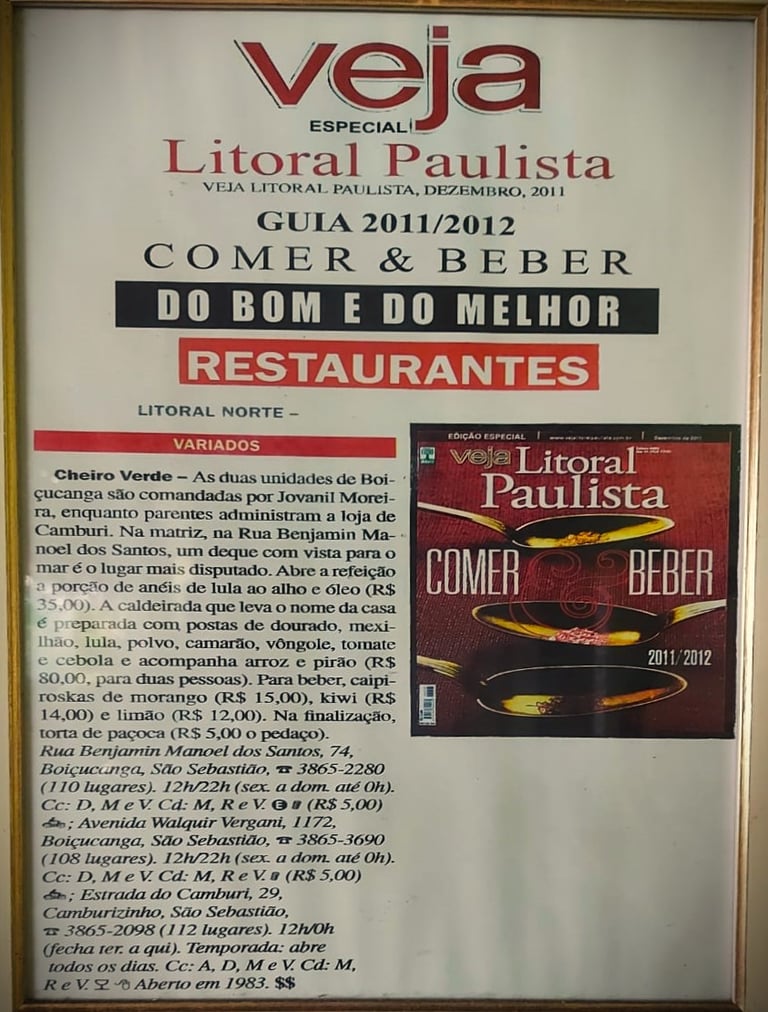 veja
ESPECIAL
Litoral Paulista
VEJA LITORAL PAULISTA, DEZEMBRO, 2011
GUIA 2011/2012
COMER & BEBER
DO BOM E DO MELHOR
RESTAURANTES
LITORAL NORTE –
VARIADOS
Cheiro Verde – As duas unidades de Boi-
çucanga são comandadas por Jovanil Morei-
ra, enquanto parentes administram a loja de
Camburi. Na matriz, na Rua Benjamin Ma-
noel dos Santos, um deque com vista para o
mar é o lugar mais disputado. Abre a refeição
a porção de anéis de lula ao alho e óleo (R$
35,00). A caldeirada que leva o nome da casa
é preparada com postas de dourado, mexi-
lhão, lula, polvo, camarão, vôngole, tomate
e cebola e acompanha arroz e pirão (R$
80,00, para duas pessoas). Para beber, caipi-
roskas de morango (R$ 15,00), kiwi (R$
14,00) e limão (R$ 12,00). Na finalização,
torta de paçoca (R$ 5,00 o pedaço).
Rua Benjamin Manoel dos Santos, 74,
Boiçucanga, São Sebastião, ☎ 3865-2280
(110 lugares). 12h/22h (sex. a dom. até 0h).
Cc: D, M e V. Cd: M, R e V. E (R$ 5,00)
; Avenida Walquir Vergani, 1172,
Boiçucanga, São Sebastião, ☎ 3865-3690
(108 lugares). 12h/22h (sex. a dom. até 0h).
Cc: D, M e V. Cd: M, R e V. (R$ 5,00)
; Estrada do Camburi, 29,
Camburizinho, São Sebastião,
☎ 3865-2098 (112 lugares). 12h/0h
(fecha ter. a qui). Temporada: abre
todos os dias. Cc: A, D, M e V. Cd: M,
R e V. Aberto em 1983. $$
EDIÇÃO ESPECIAL
Dezembro de 2011
veja Litoral
Paulista
COMER BEBER
2011/2012